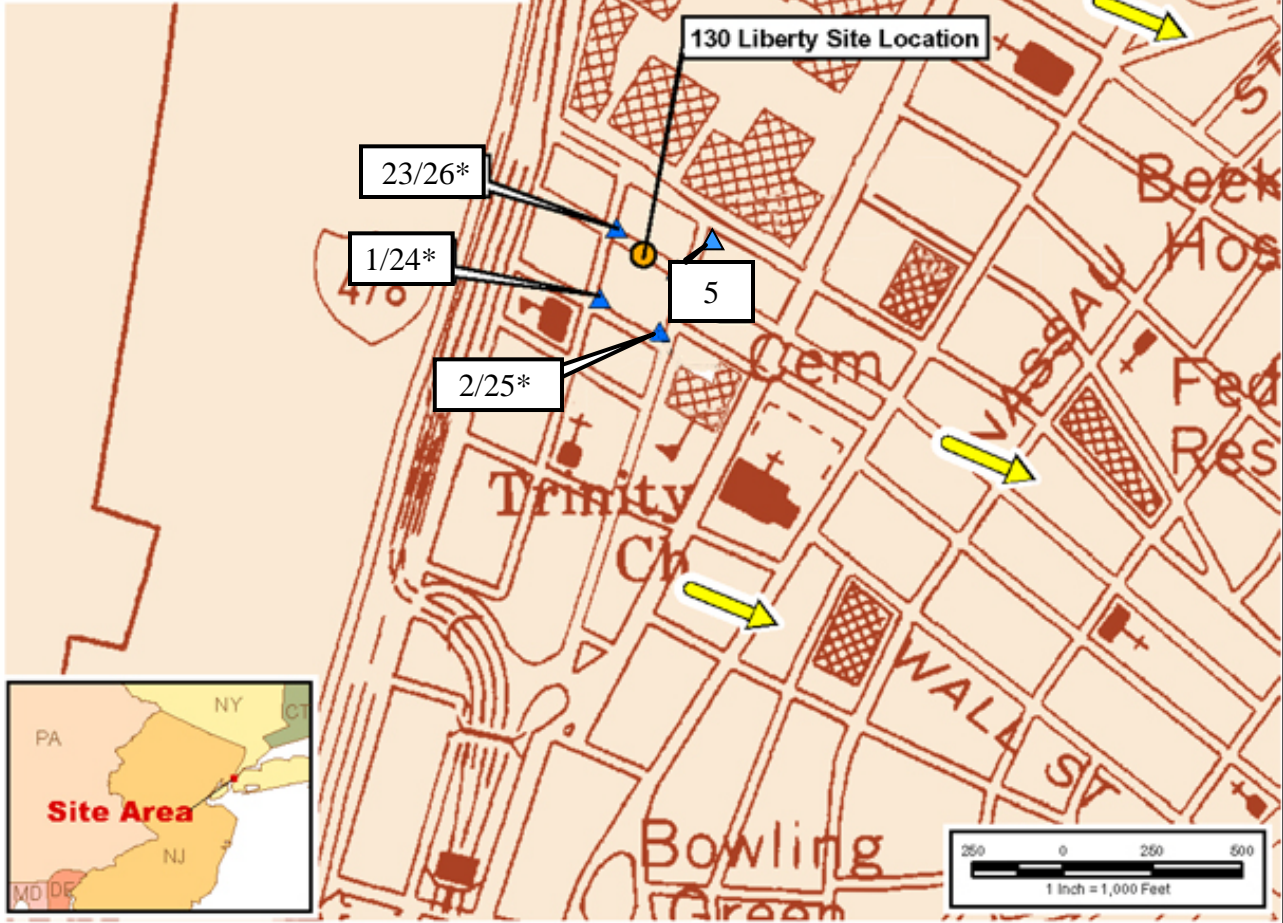 130 Liberty Site Location
ST
23/26*
Beek
Hos
1/24*
478
5
NASSAU
2/25*
Cem
Fed
Res
Trinity
Ch
WALL ST
NY
CT
PA
Site Area
NJ
MD
DE
Bowling
Green
250 0 250 500
1 Inch = 1,000 Feet